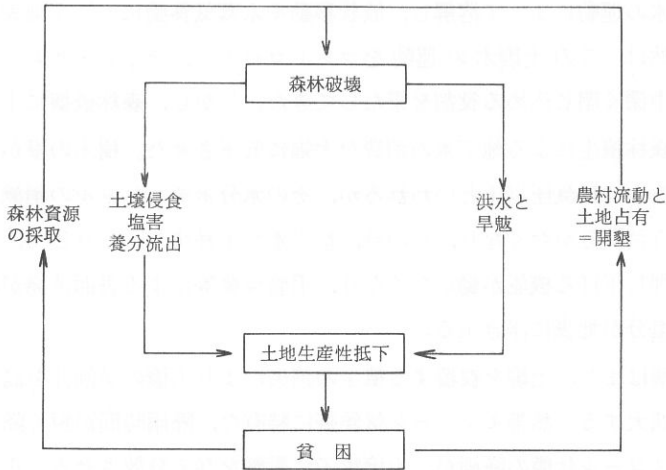 森林破壊
土壌侵食
塩害
養分流出
洪水と
旱魃
森林資源
の採取
農村流動と
土地占有
＝開墾
土地生産性抵下
貧困